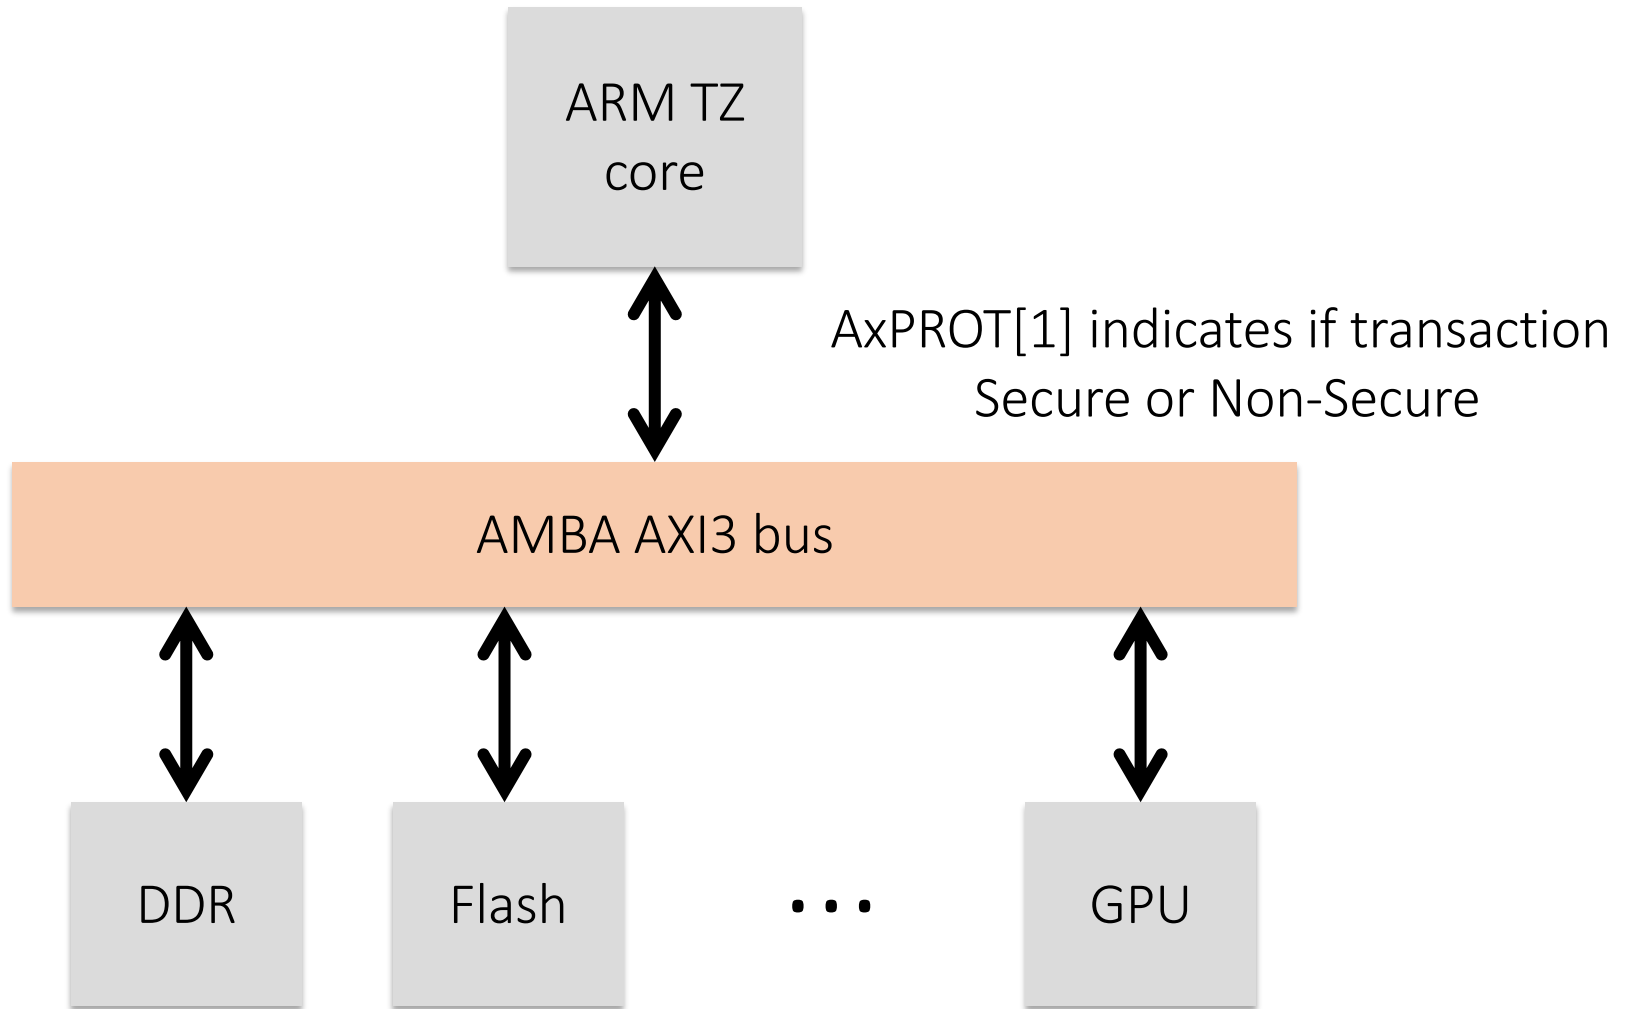 ARM TZ
core
AxPROT[1] indicates if transaction
Secure or Non-Secure
AMBA AXI3 bus
DDR
Flash
...
GPU